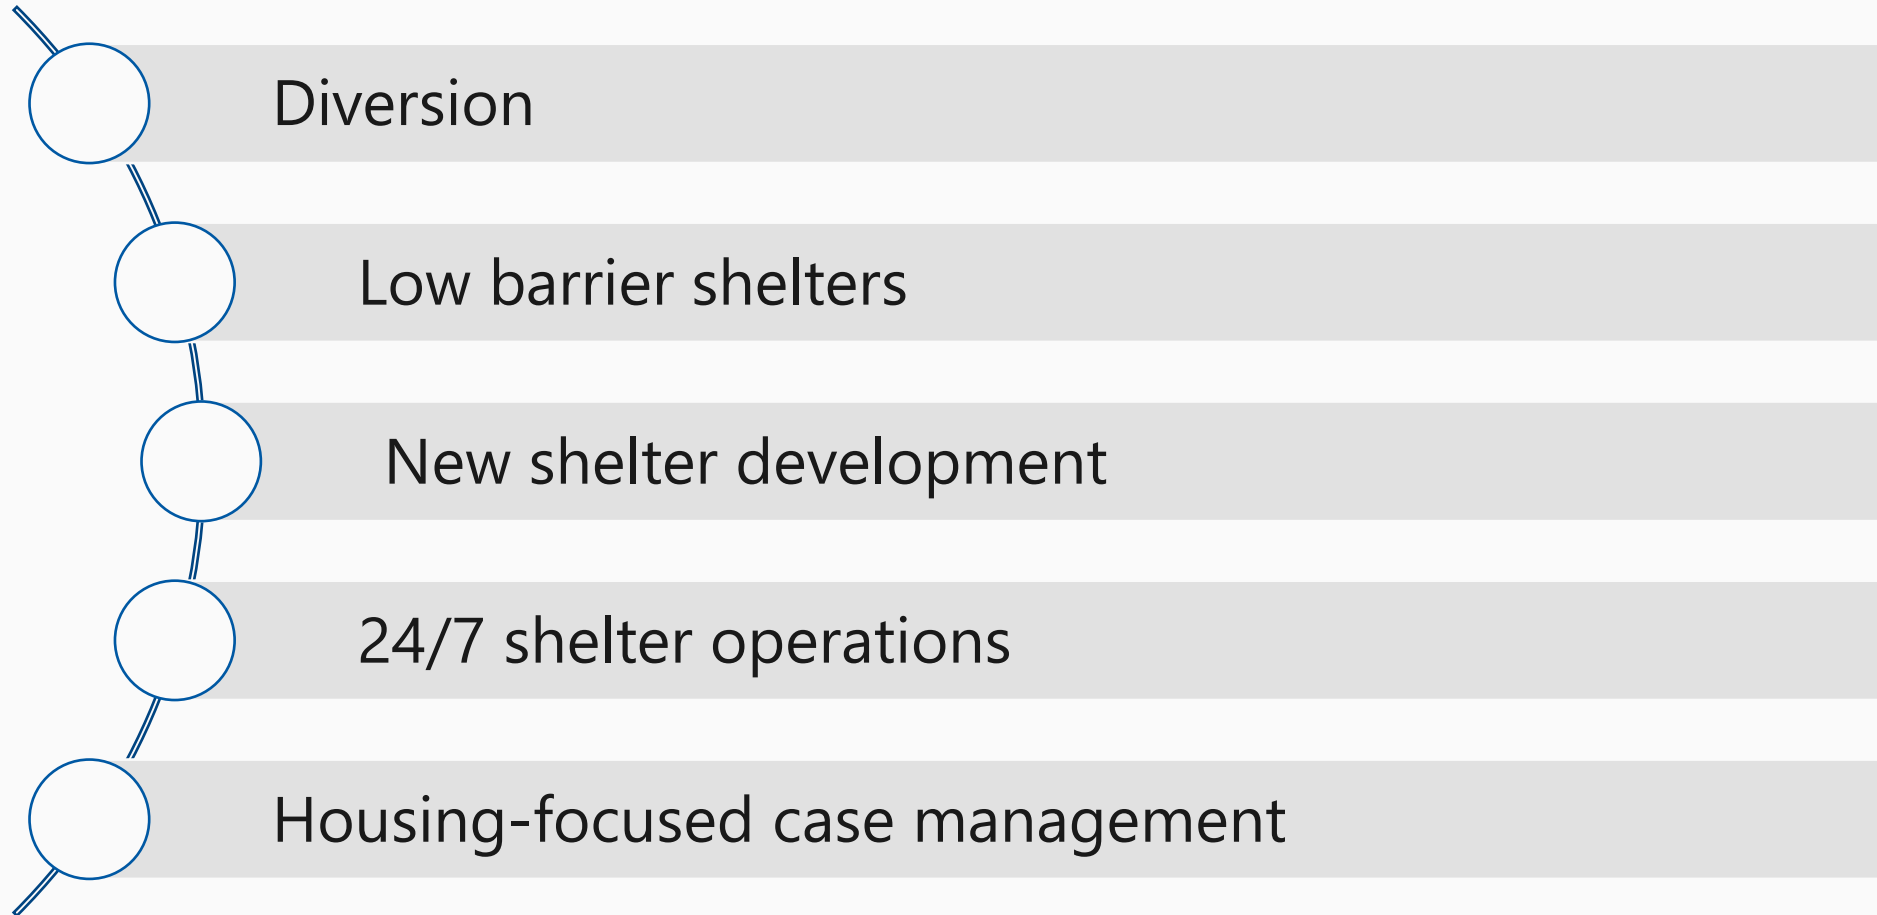 Diversion
Low barrier shelters
New shelter development
24/7 shelter operations
Housing-focused case management